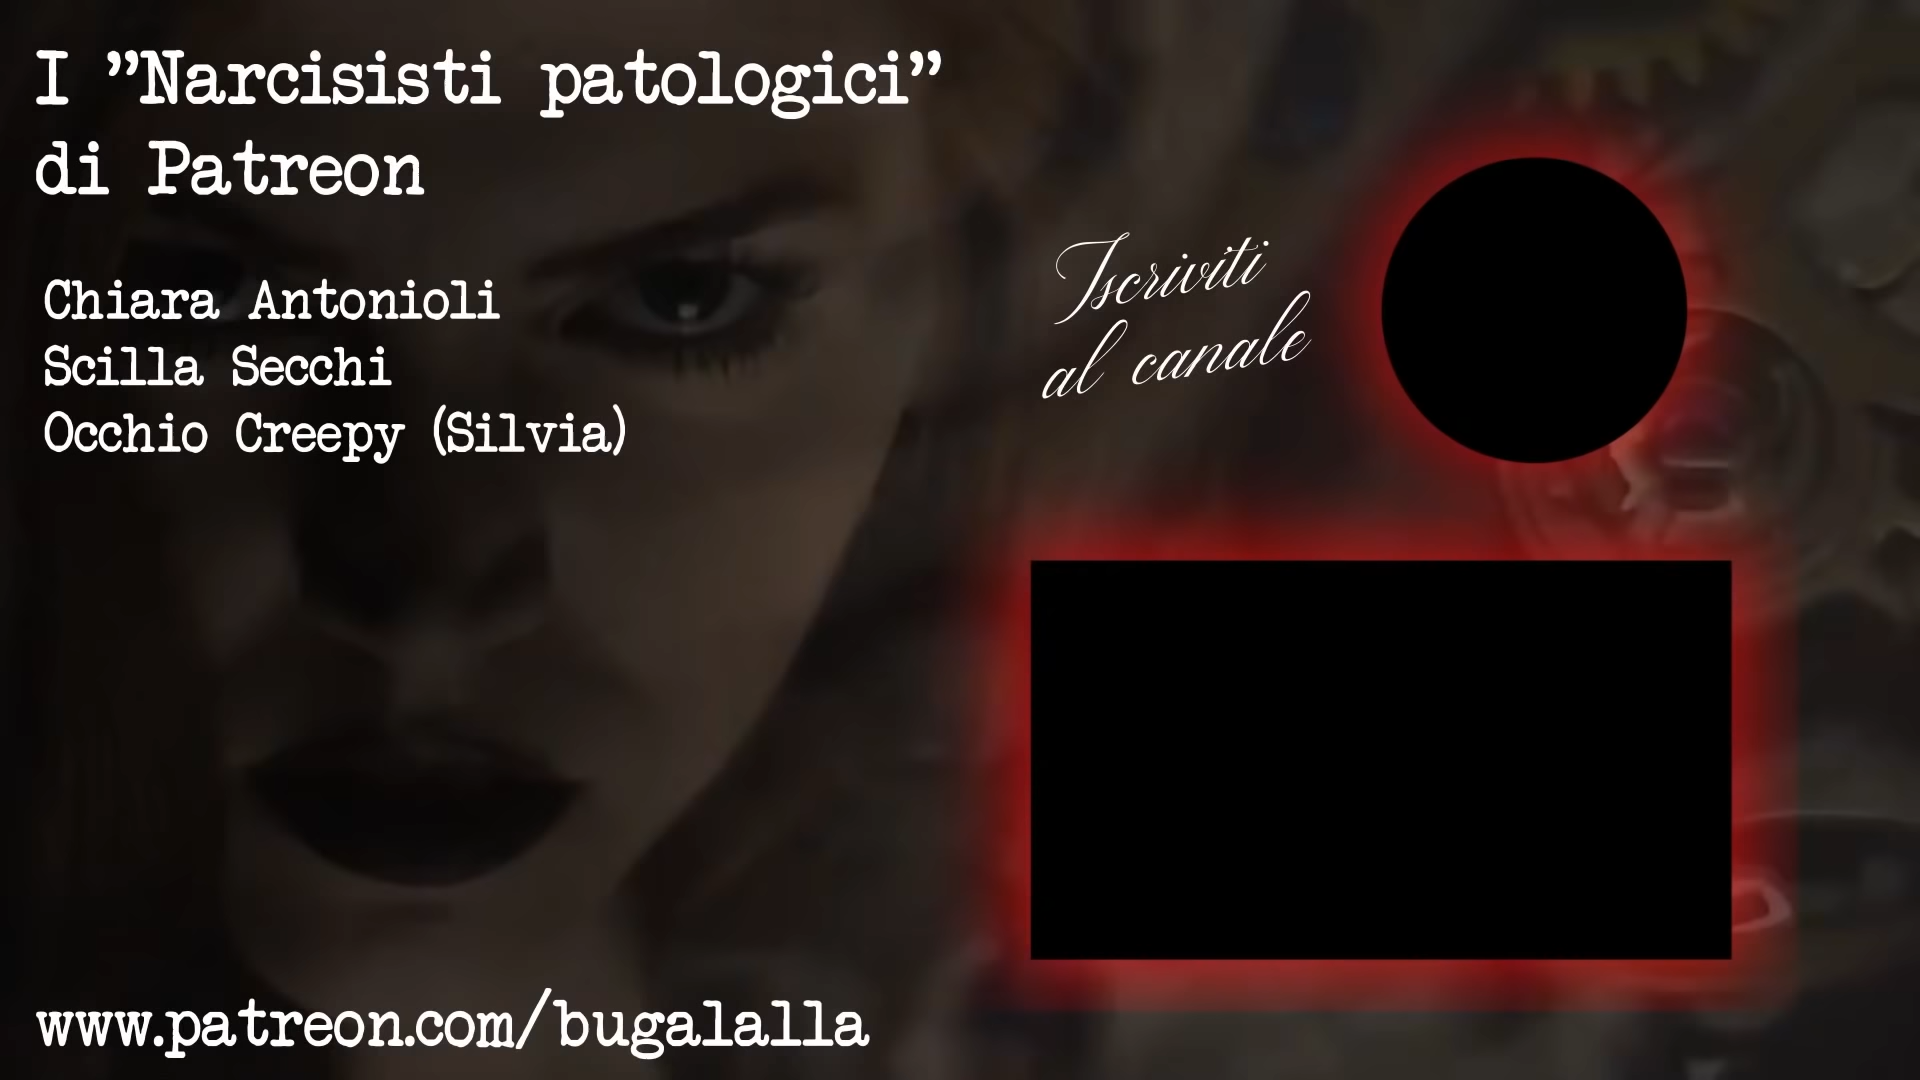 I ”Narcisisti patologici”
di Patreon
Chiara Antonioli
Scilla Secchi
Occhio Creepy (Silvia)
Iscriviti
al canale
www.patreon.com/bugalalla